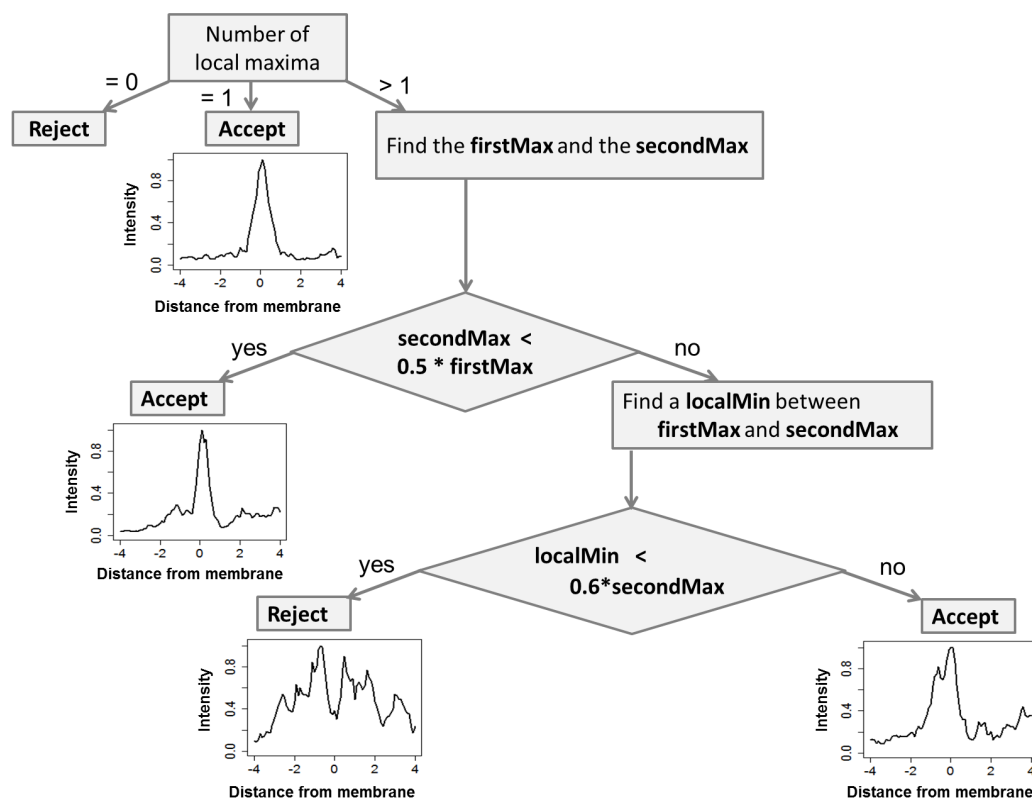 Number of
local maxima
= 0
= 1
> 1
Reject
Accept
Find the firstMax and the secondMax
Intensity
0.8
0.4
0.0
-4 -2 0 2 4
Distance from membrane
secondMax <
0.5 * firstMax
yes
no
Accept
Find a localMin between
firstMax and secondMax
Intensity
0.8
0.4
0.0
-4 -2 0 2 4
Distance from membrane
localMin <
0.6*secondMax
yes
no
Reject
Accept
Intensity
0.8
0.4
0.0
-4 -2 0 2 4
Distance from membrane
Intensity
0.8
0.4
0.0
-4 -2 0 2 4
Distance from membrane